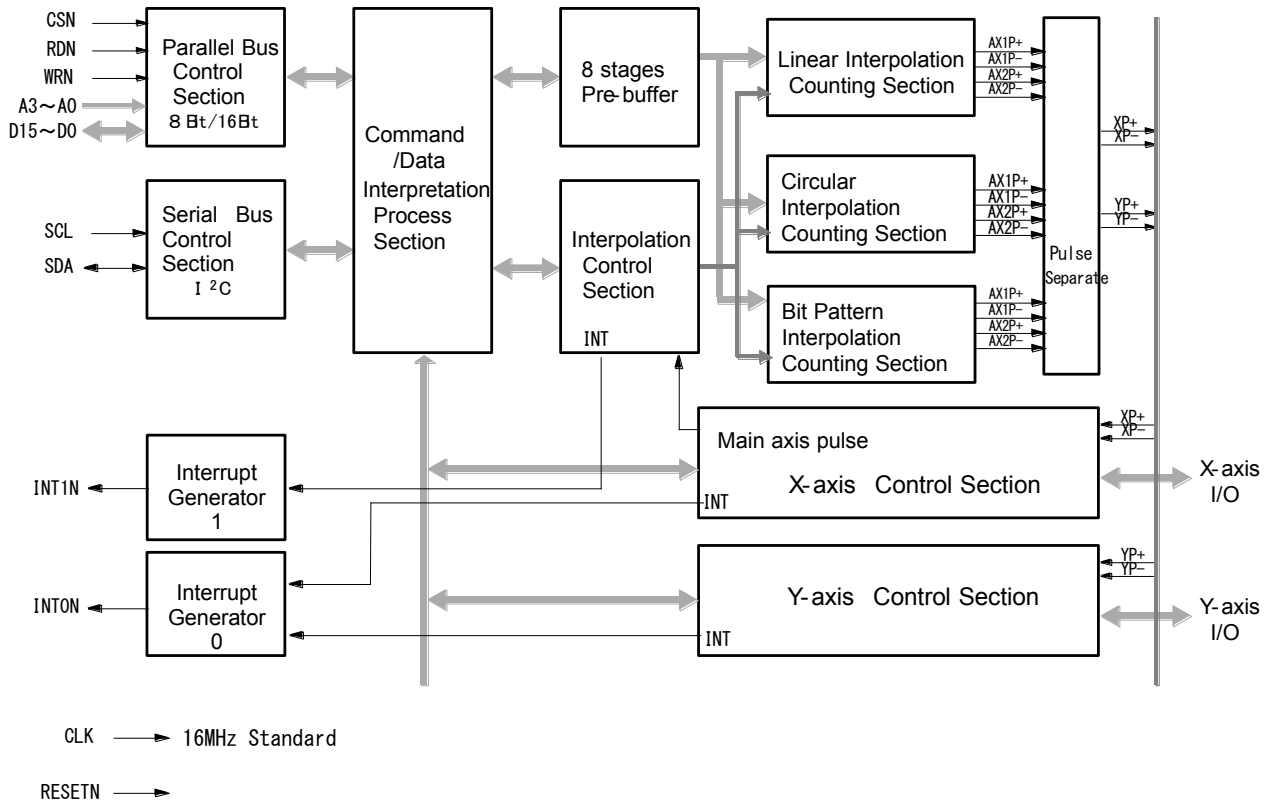 CSN
RDN
WRN
A3～A0
D15～D0
Parallel Bus
Control
Section
8 Bit/16Bit
SCL
SDA
Serial Bus
Control
Section
I ²C
Command
/Data
Interpretation
Process
Section
8 stages
Pre-buffer
Interpolation
Control
Section
INT
Linear Interpolation
Counting Section
AX1P+
AX1P-
AX2P+
AX2P-
Circular
Interpolation
Counting Section
AX1P+
AX1P-
AX2P+
AX2P-
Bit Pattern
Interpolation
Counting Section
AX1P+
AX1P-
AX2P+
AX2P-
Pulse
Separate
XP+
XP-
YP+
YP-
Main axis pulse
X-axis Control Section
INT
XP+
XP-
X-axis
I/O
INT1N
Interrupt
Generator
1
Y-axis Control Section
INT
YP+
YP-
Y-axis
I/O
INT0N
Interrupt
Generator
0
CLK
16MHz Standard
RESETN